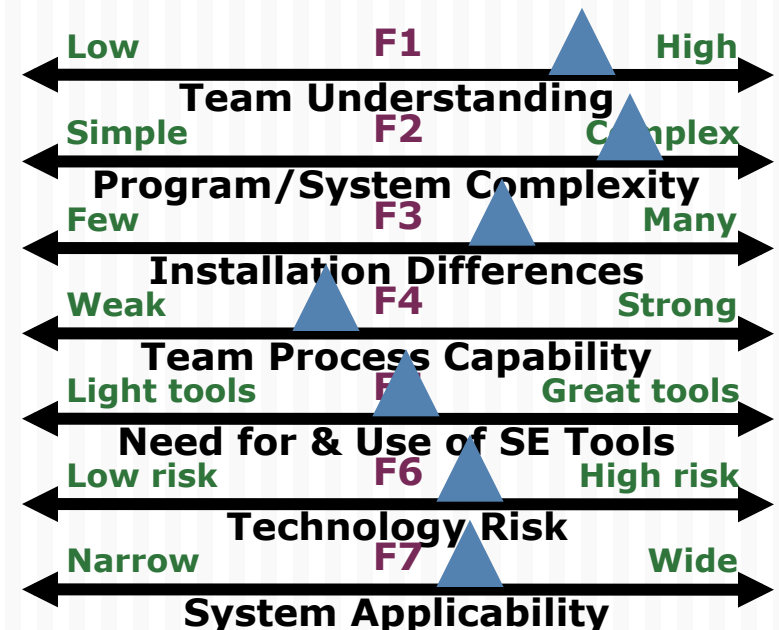 Low F1 High
Team Understanding
Simple F2
Program/System Complexity
Few F3 Many
Installation Differences
Weak F4 Strong
Team Process Capability
Light tools Great tools
Need for & Use of SE Tools
Low risk F6 High risk
Technology Risk
Narrow F7 Wide
System Applicability